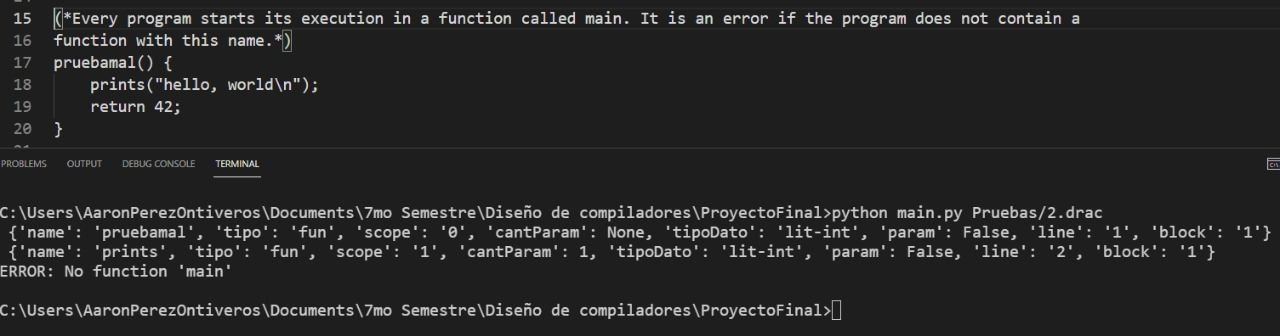 15 (*Every program starts its execution in a function called main. It is an error if the program does not contain a
16 function with this name.*)
17 pruebamal() {
18     prints("hello, world\n");
19     return 42;
20 }
PROBLEMS OUTPUT DEBUG CONSOLE TERMINAL
C:\Users\AaronPerezOntiveros\Documents\7mo Semestre\Diseño de compiladores\ProyectoFinal>python main.py Pruebas/2.drac
 {'name': 'pruebamal', 'tipo': 'fun', 'scope': '0', 'cantParam': None, 'tipoDato': 'lit-int', 'param': False, 'line': '1', 'block': '1'}
 {'name': 'prints', 'tipo': 'fun', 'scope': '1', 'cantParam': 1, 'tipoDato': 'lit-int', 'param': False, 'line': '2', 'block': '1'}
ERROR: No function 'main'
C:\Users\AaronPerezOntiveros\Documents\7mo Semestre\Diseño de compiladores\ProyectoFinal>